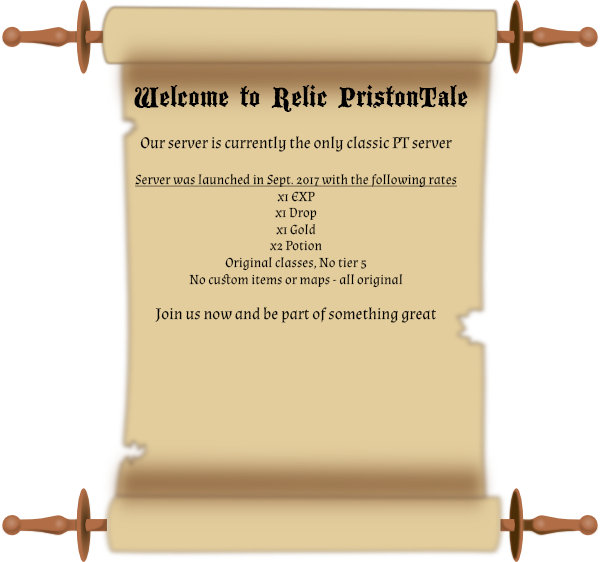 Welcome to Relic PristonTale
Our server is currently the only classic PT server
Server was launched in Sept. 2017 with the following rates
x1 EXP
x1 Drop
x1 Gold
x2 Potion
Original classes, No tier 5
No custom items or maps - all original
Join us now and be part of something great